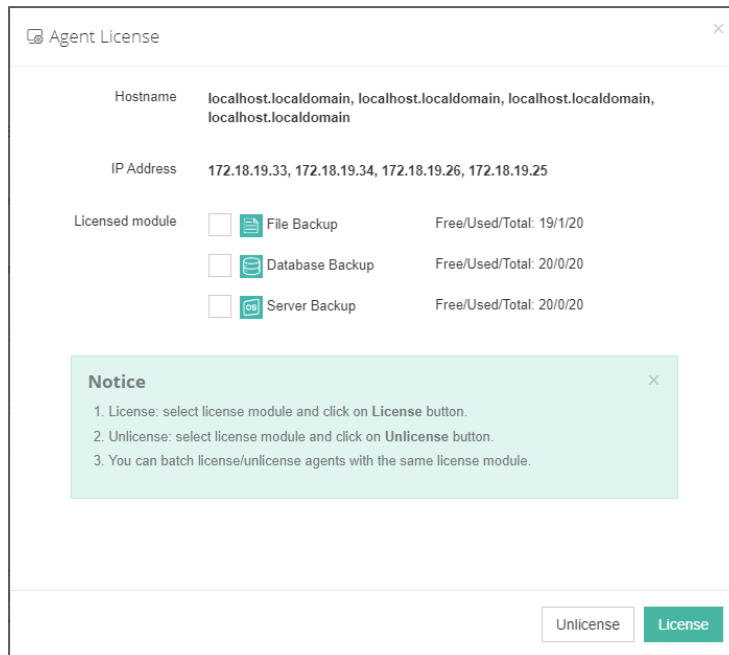 Agent License
Hostname localhost.localdomain, localhost.localdomain, localhost.localdomain,
localhost.localdomain
IP Address 172.18.19.33, 172.18.19.34, 172.18.19.26, 172.18.19.25
Licensed module File Backup Free/Used/Total: 19/1/20
Database Backup Free/Used/Total: 20/0/20
OS Server Backup Free/Used/Total: 20/0/20
Notice
1. License: select license module and click on License button.
2. Unlicense: select license module and click on Unlicense button.
3. You can batch license/unlicense agents with the same license module.
Unlicense License